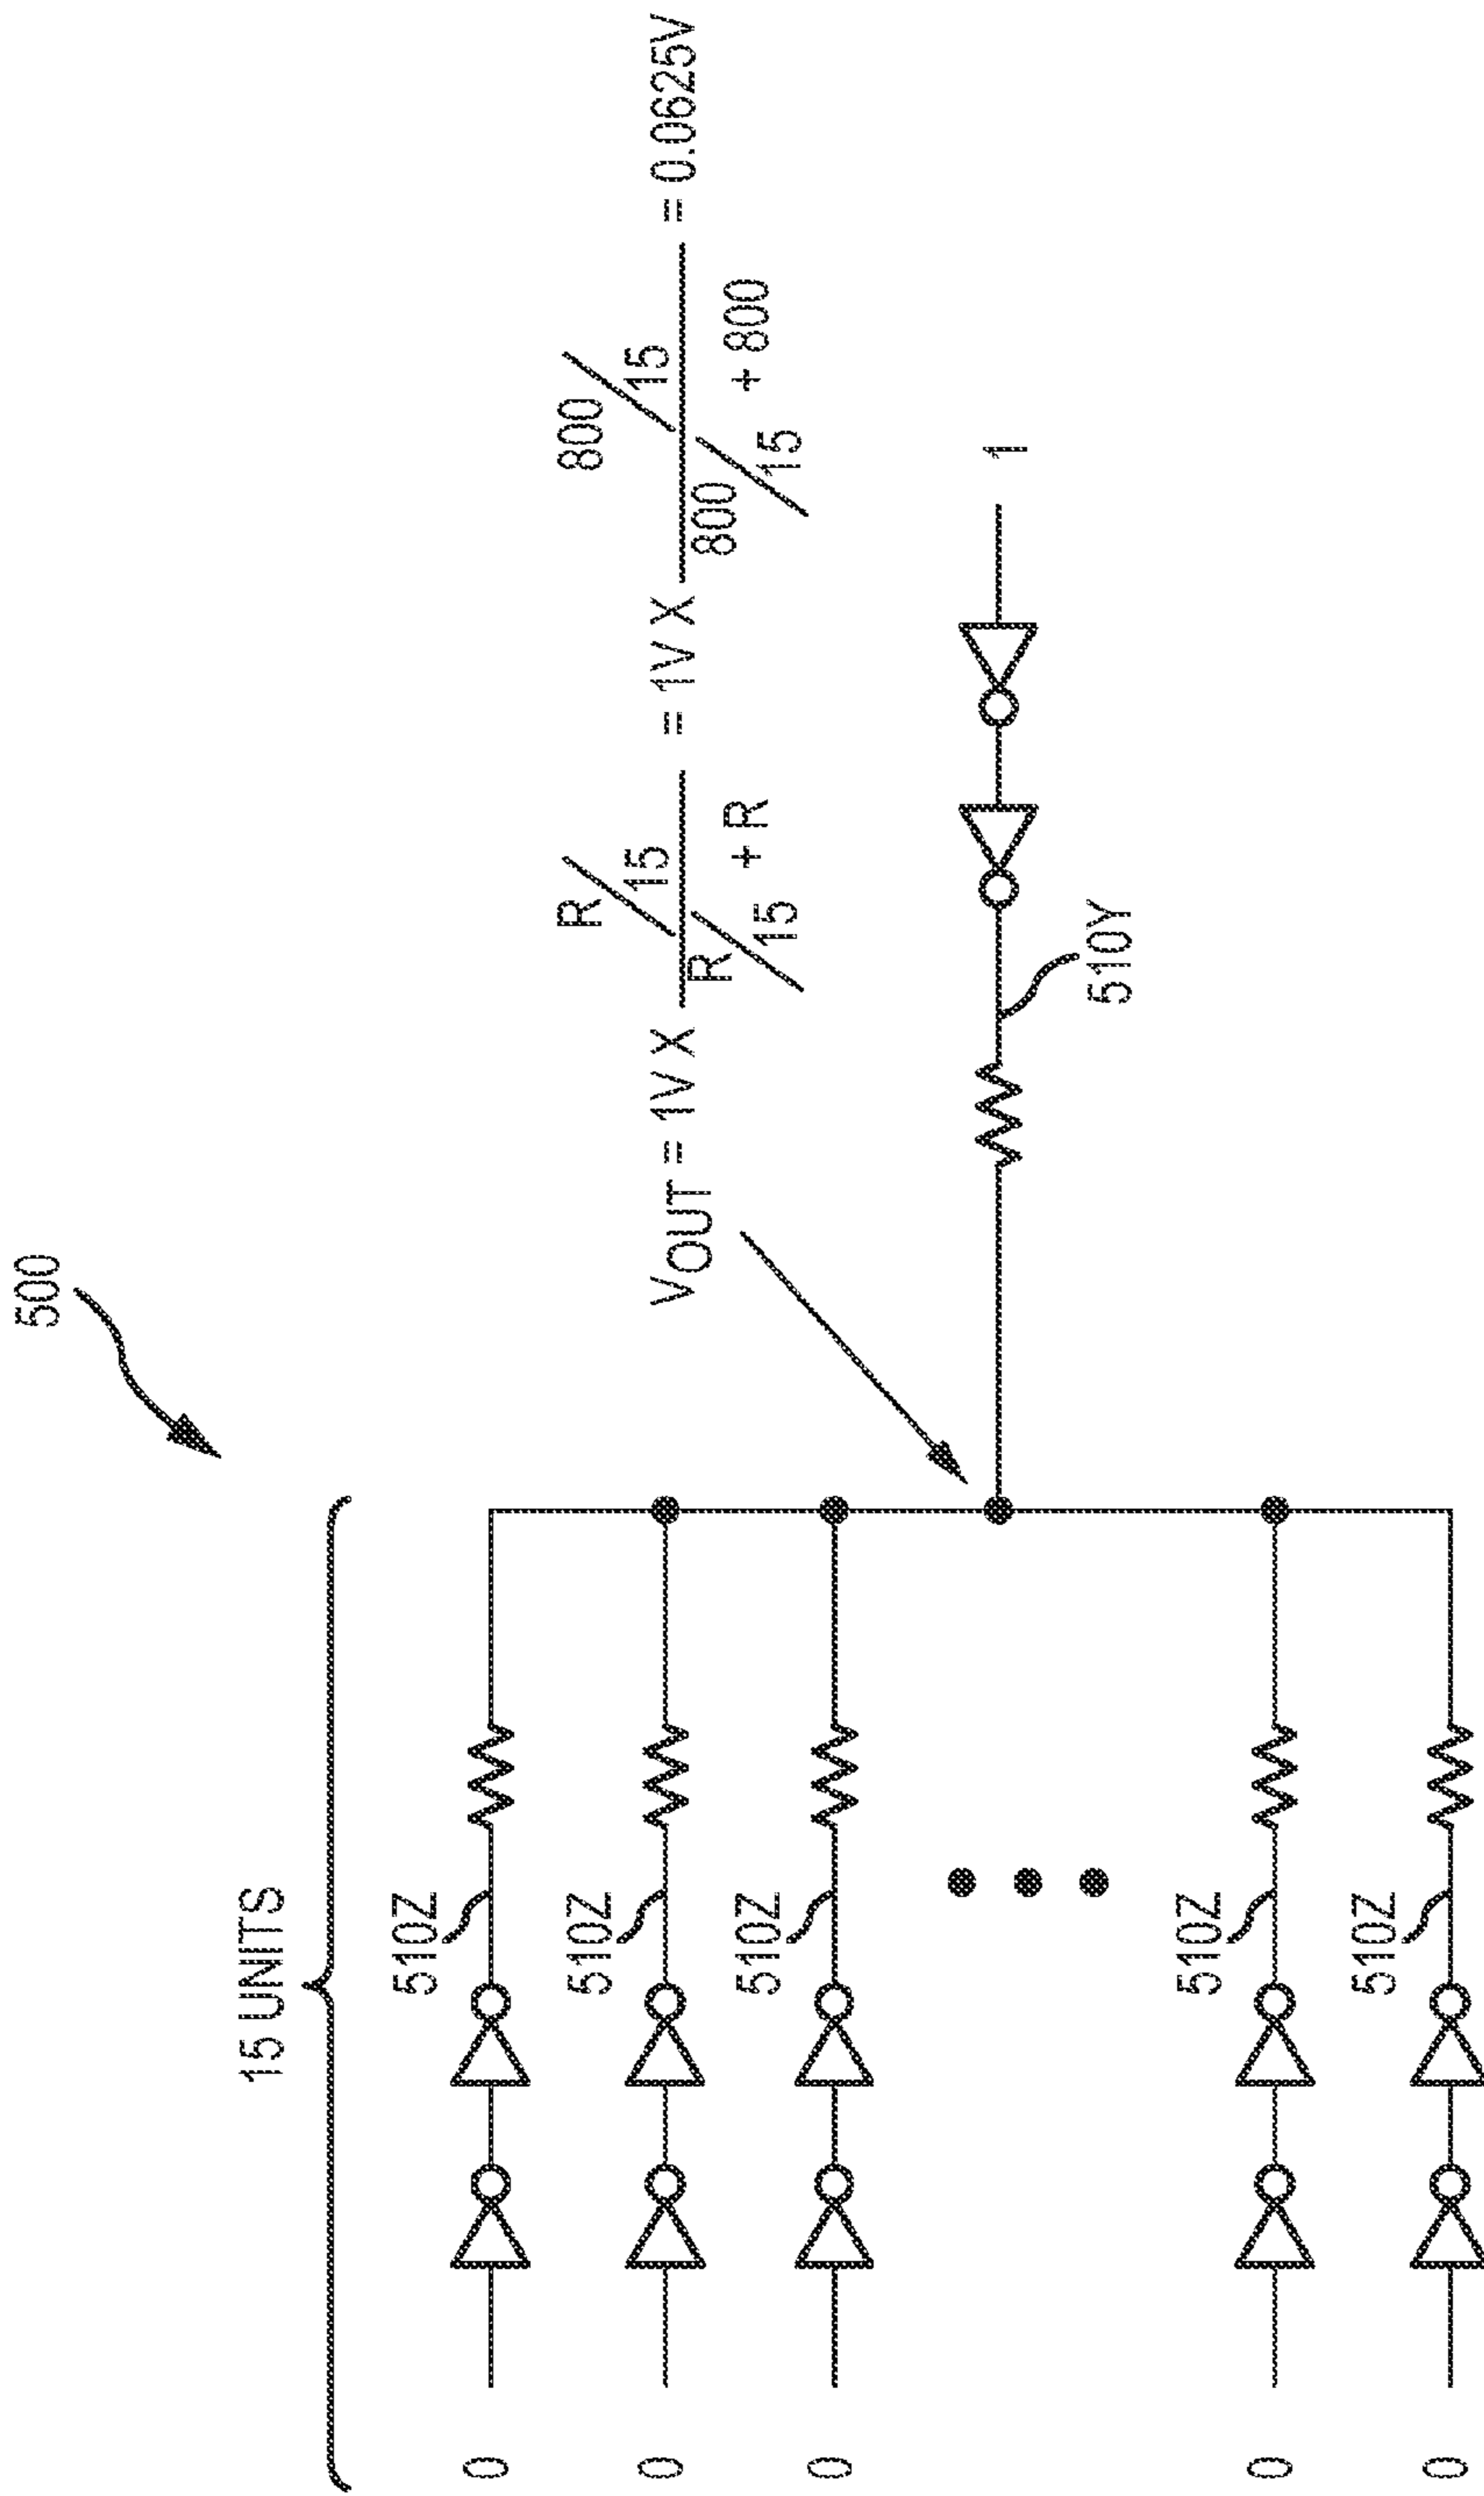 500
15 UNITS
V OUT = 1V X R/15 / R/15 + R = 1V X 800/15 / 800/15 + 800 = 0.0625V
0 510Z
0 510Z
0 510Z
510Y 1
0 510Z
0 510Z